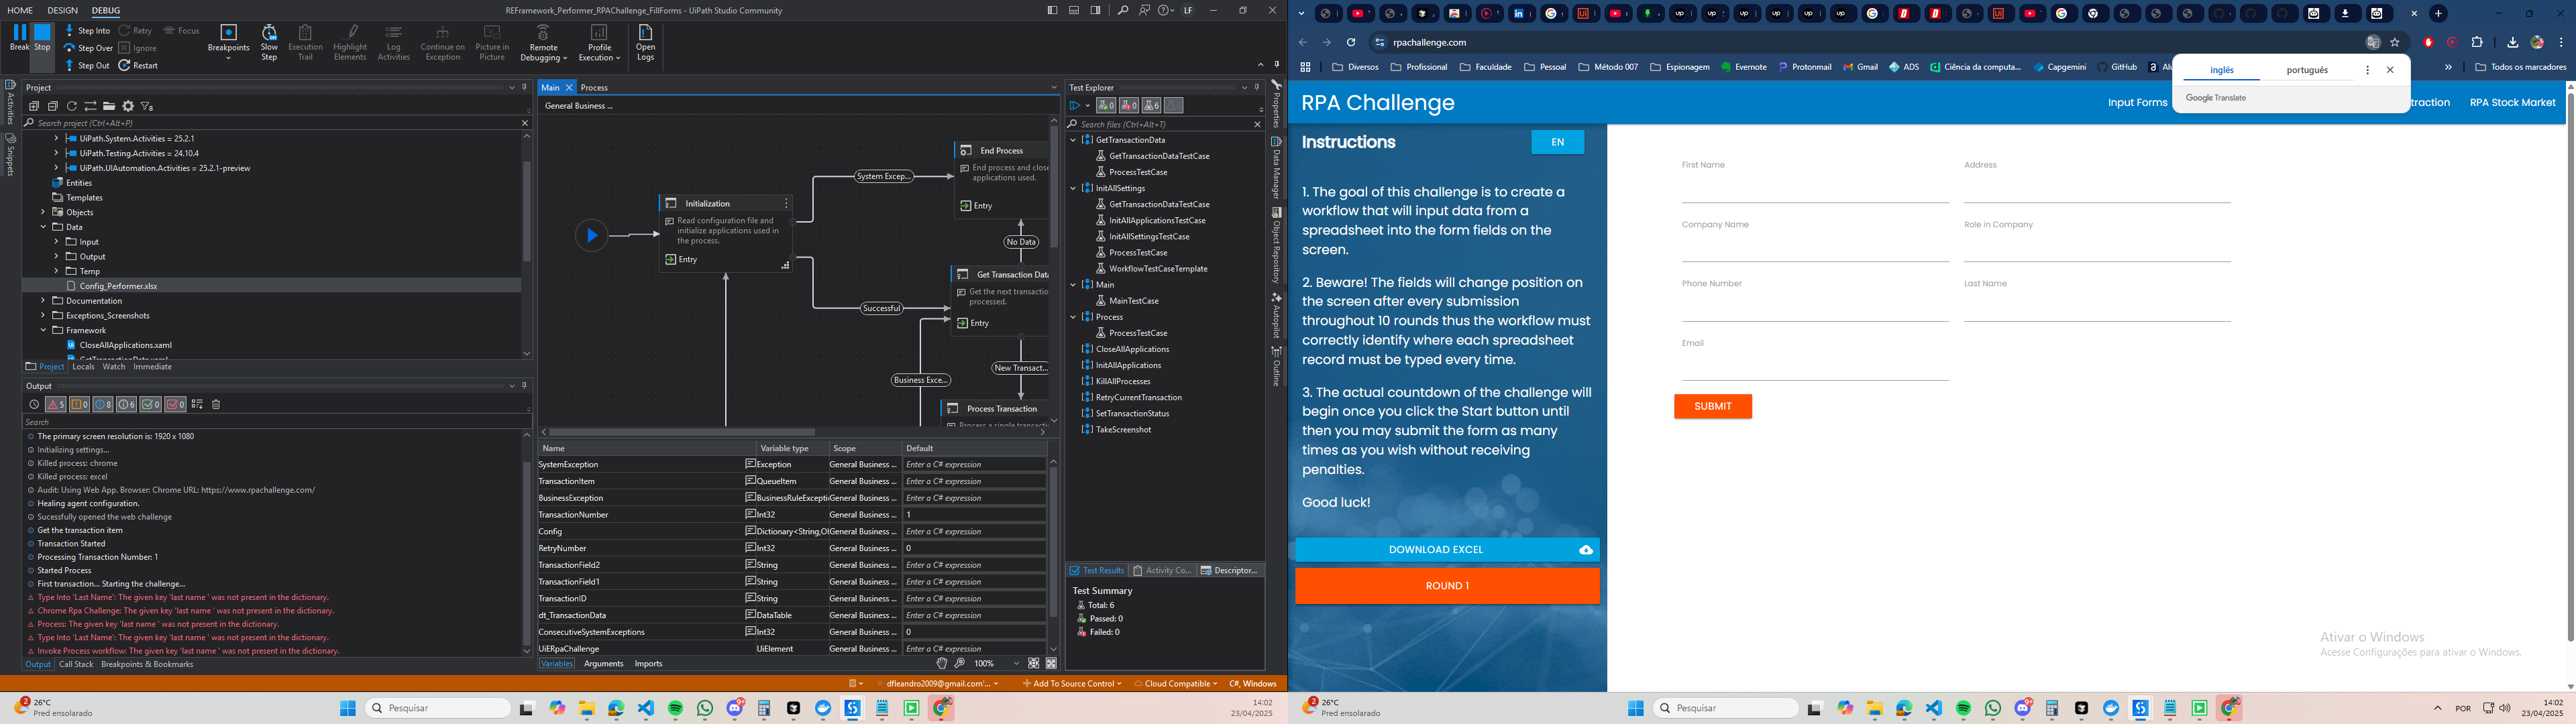 HOME DESIGN DEBUG
REFramework_Performer_RPAChallenge_FillForms - UiPath Studio Community
LF
Break
Stop
Step Into
Step Over
Step Out
Retry
Ignore
Restart
Focus
Breakpoints
Slow Step
Execution Trail
Highlight Elements
Log Activities
Continue on Exception
Picture in Picture
Remote Debugging
Profile Execution
Open Logs
Activities
Snippets
Project
Search project (Ctrl+Alt+P)
UiPath.System.Activities = 25.2.1
UiPath.Testing.Activities = 24.10.4
UiPath.UIAutomation.Activities = 25.2.1-preview
Entities
Templates
Objects
Data
Input
Output
Temp
Config_Performer.xlsx
Documentation
Exceptions_Screenshots
Framework
CloseAllApplications.xaml
GetTransactionData.xaml
Project Locals Watch Immediate
Output
5 0 8 6 0 0
Search
The primary screen resolution is: 1920 x 1080
Initializing settings...
Killed process: chrome
Killed process: excel
Audit: Using Web App. Browser: Chrome URL: https://www.rpachallenge.com/
Healing agent configuration.
Sucessfully opened the web challenge
Get the transaction item
Transaction Started
Processing Transaction Number: 1
Started Process
First transaction... Starting the challenge...
Type Into 'Last Name': The given key 'last name ' was not present in the dictionary.
Chrome Rpa Challenge: The given key 'last name ' was not present in the dictionary.
Process: The given key 'last name ' was not present in the dictionary.
Type Into 'Last Name': The given key 'last name ' was not present in the dictionary.
Invoke Process workflow: The given key 'last name ' was not present in the dictionary.
Output Call Stack Breakpoints & Bookmarks
Main Process
General Business ...
Initialization
Read configuration file and initialize applications used in the process.
Entry
System Excep...
Successful
End Process
End process and close applications used.
Entry
No Data
Get Transaction Data
Get the next transactio
processed.
Entry
Business Exce...
New Transact...
Process Transaction
Process a single transactio
Name Variable type Scope Default
SystemException Exception General Business ... Enter a C# expression
TransactionItem QueueItem General Business ... Enter a C# expression
BusinessException BusinessRuleExcepti General Business ... Enter a C# expression
TransactionNumber Int32 General Business ... 1
Config Dictionary<String,Ol General Business ... Enter a C# expression
RetryNumber Int32 General Business ... 0
TransactionField2 String General Business ... Enter a C# expression
TransactionField1 String General Business ... Enter a C# expression
TransactionID String General Business ... Enter a C# expression
dt_TransactionData DataTable General Business ... Enter a C# expression
ConsecutiveSystemExceptions Int32 General Business ... 0
UiERpaChallenge UiElement General Business ... Enter a C# expression
Variables Arguments Imports
100%
Test Explorer
0 0 6
Search files (Ctrl+Alt+T)
GetTransactionData
GetTransactionDataTestCase
ProcessTestCase
InitAllSettings
GetTransactionDataTestCase
InitAllApplicationsTestCase
InitAllSettingsTestCase
ProcessTestCase
WorkflowTestCaseTemplate
Main
MainTestCase
Process
ProcessTestCase
CloseAllApplications
InitAllApplications
KillAllProcesses
RetryCurrentTransaction
SetTransactionStatus
TakeScreenshot
Test Results Activity Co... Descriptor...
Test Summary
Total: 6
Passed: 0
Failed: 0
Properties
Data Manager
Object Repository
Autopilot
Outline
dfleandro2009@gmail.com'...
Add To Source Control
Cloud Compatible
C#, Windows
2
26°C
Pred ensolarado
Pesquisar
14:02
23/04/2025
rpachallenge.com
Diversos Profissional Faculdade Pessoal Método 007 Espionagem Evernote Protonmail Gmail ADS Ciência da computa... Capgemini GitHub Todos os marcadores
inglês português
Google Translate
RPA Challenge
Input Forms
traction
RPA Stock Market
Instructions
EN
1. The goal of this challenge is to create a
workflow that will input data from a
spreadsheet into the form fields on the
screen.
2. Beware! The fields will change position on
the screen after every submission
throughout 10 rounds thus the workflow must
correctly identify where each spreadsheet
record must be typed every time.
3. The actual countdown of the challenge will
begin once you click the Start button until
then you may submit the form as many
times as you wish without receiving
penalties.
Good luck!
DOWNLOAD EXCEL
ROUND 1
First Name
Address
Company Name
Role in Company
Phone Number
Last Name
Email
SUBMIT
Ativar o Windows
Acesse Configurações para ativar o Windows.
2
26°C
Pred ensolarado
Pesquisar
POR
14:02
23/04/2025